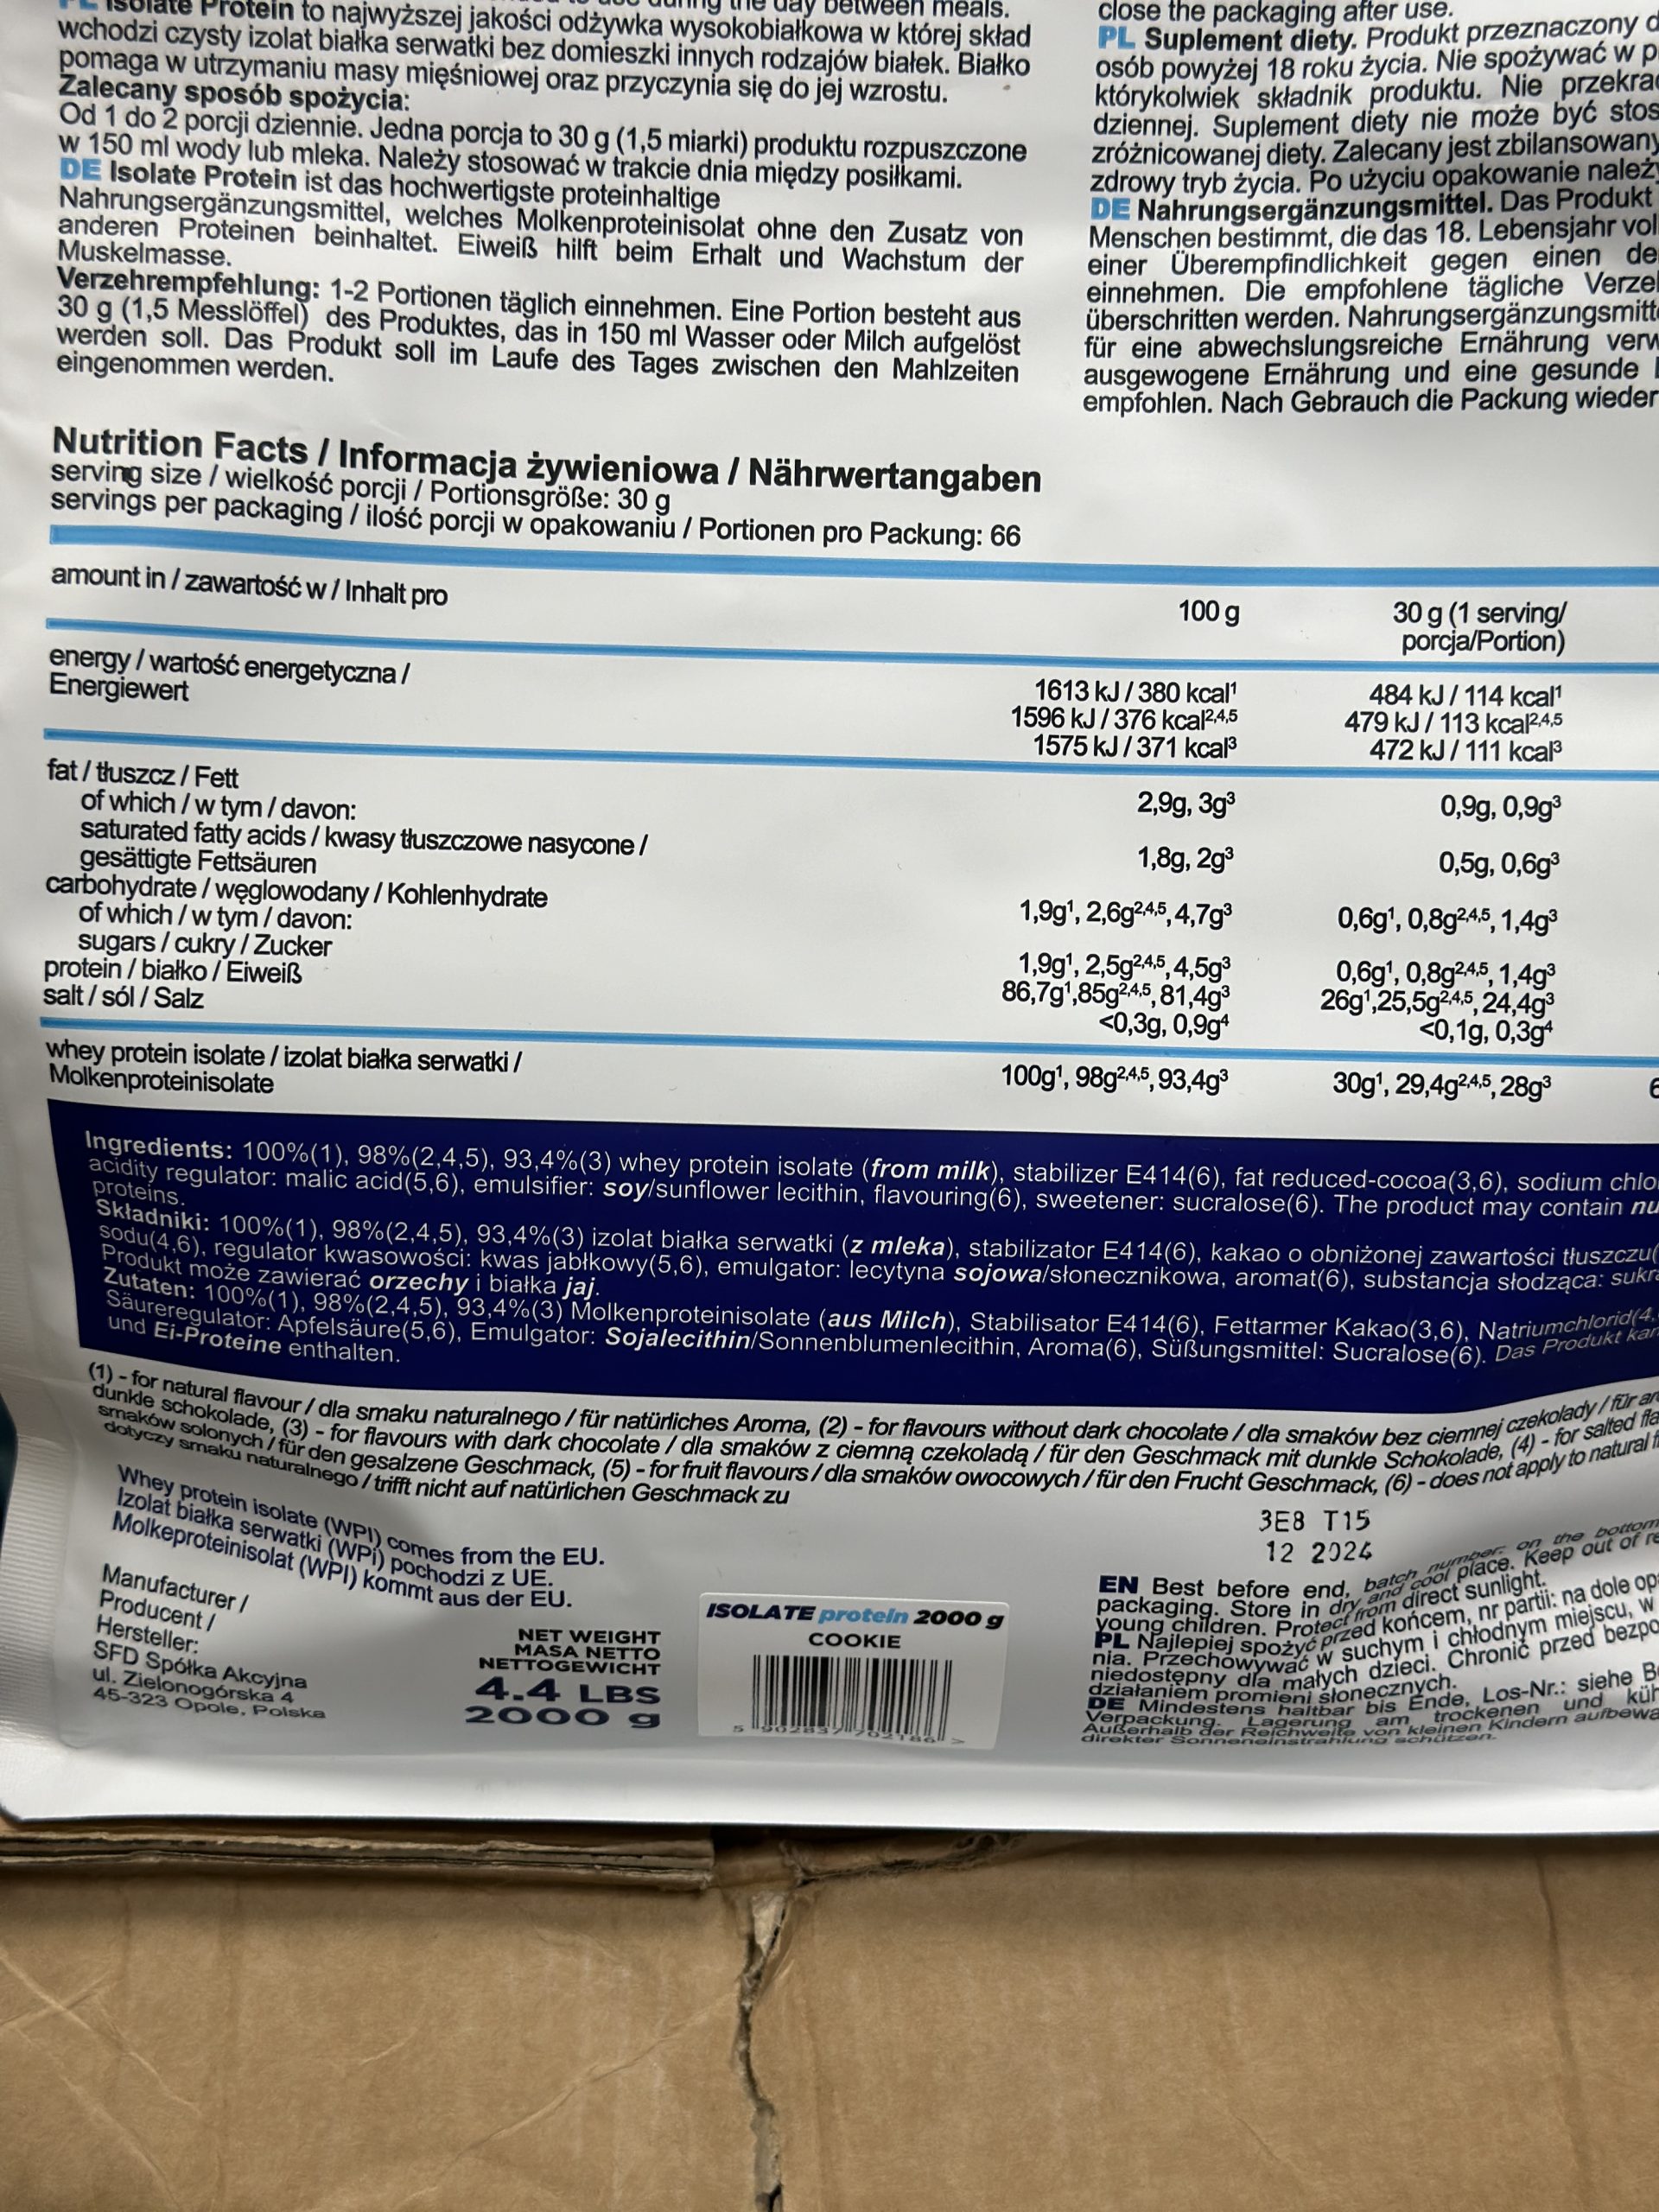 Isolate Protein to najwyższej jakości odżywka wysokobiałkowa w której skład
wchodzi czysty izolat białka serwatki bez domieszki innych rodzajów białek. Białko
pomaga w utrzymaniu masy mięśniowej oraz przyczynia się do jej wzrostu.
Zalecany sposób spożycia:
Od 1 do 2 porcji dziennie. Jedna porcja to 30 g (1,5 miarki) produktu rozpuszczone
w 150 ml wody lub mleka. Należy stosować w trakcie dnia między posiłkami.
DE Isolate Protein ist das hochwertigste proteinhaltige
Nahrungsergänzungsmittel, welches Molkenproteinisolat ohne den Zusatz von
anderen Proteinen beinhaltet. Eiweiß hilft beim Erhalt und Wachstum der
Muskelmasse.
Verzehrempfehlung: 1-2 Portionen täglich einnehmen. Eine Portion besteht aus
30 g (1,5 Messlöffel) des Produktes, das in 150 ml Wasser oder Milch aufgelöst
werden soll. Das Produkt soll im Laufe des Tages zwischen den Mahlzeiten
eingenommen werden.
close the packaging after use.
PL Suplement diety. Produkt przeznaczony
osób powyżej 18 roku życia. Nie spożywać w
którykolwiek składnik produktu. Nie
dziennej. Suplement diety nie może być
zróżnicowanej diety. Zalecany jest zbilansowany
zdrowy tryb życia. Po użyciu opakowanie
DE Nahrungsergänzungsmittel. Das Produkt
Menschen bestimmt, die das 18. Lebensjahr
einer Überempfindlichkeit gegen einen
einnehmen. Die empfohlene tägliche
überschritten werden.
für eine abwechslungsreiche Ernährung
ausgewogene Ernährung und eine gesunde
empfohlen. Nach Gebrauch die Packung wieder
Nutrition Facts / Informacja żywieniowa / Nährwertangaben
serving size / wielkość porcji / Portionsgröße: 30 g
servings per packaging / ilość porcji w opakowaniu / Portionen pro Packung: 66
amount in / zawartość w / Inhalt pro 100 g 30 g (1 serving/
porcja/Portion)
energy / wartość energetyczna / 1613 kJ / 380 kcal¹ 484 kJ / 114 kcal¹
Energiewert 1596 kJ / 376 kcal²,⁴,⁵ 479 kJ / 113 kcal²,⁴,⁵
1575 kJ / 371 kcal³ 472 kJ / 111 kcal³
fat / tłuszcz / Fett 2,9g, 3g³ 0,9g, 0,9g³
of which / w tym / davon:
saturated fatty acids / kwasy tłuszczowe nasycone / 1,8g, 2g³ 0,5g, 0,6g³
gesättigte Fettsäuren
carbohydrate / węglowodany / Kohlenhydrate 1,9g¹, 2,6g²,⁴,⁵, 4,7g³ 0,6g¹, 0,8g²,⁴,⁵, 1,4g³
of which / w tym / davon:
sugars / cukry / Zucker 1,9g¹, 2,5g²,⁴,⁵, 4,5g³ 0,6g¹, 0,8g²,⁴,⁵, 1,4g³
protein / białko / Eiweiß 86,7g¹,85g²,⁴,⁵, 81,4g³ 26g¹,25,5g²,⁴,⁵, 24,4g³
salt / sól / Salz <0,3g, 0,9g⁴ <0,1g, 0,3g⁴
whey protein isolate / izolat białka serwatki / 100g¹, 98g²,⁴,⁵, 93,4g³ 30g¹, 29,4g²,⁴,⁵, 28g³
Molkenproteinisolate
Ingredients: 100%(1), 98%(2,4,5), 93,4%(3) whey protein isolate (from milk), stabilizer E414(6), fat reduced-cocoa(3,6), sodium
acidity regulator: malic acid(5,6), emulsifier: soy/sunflower lecithin, flavouring(6), sweetener: sucralose(6). The product may contain
proteins.
Składniki: 100%(1), 98%(2,4,5), 93,4%(3) izolat białka serwatki (z mleka), stabilizator E414(6), kakao o obniżonej zawartości tłuszczu(
sodu(4,6), regulator kwasowości: kwas jabłkowy(5,6), emulgator: lecytyna sojowa/słonecznikowa, aromat(6), substancja słodząca:
Produkt może zawierać orzechy i białka jaj.
Zutaten: 100%(1), 98%(2,4,5), 93,4%(3) Molkenproteinisolate (aus Milch), Stabilisator E414(6), Fettarmer Kakao(3,6), Natriumchlorid(4,
Säureregulator: Apfelsäure(5,6), Emulgator: Sojalecithin/Sonnenblumenlecithin, Aroma(6), Süßungsmittel: Sucralose(6). Das Produkt
und Ei-Proteine enthalten.
(1) - for natural flavour / dla smaku naturalnego / für natürliches Aroma, (2) - for flavours without dark chocolate / dla smaków bez ciemnej czekolady / für
dunkle schokolade, (3) - for flavours with dark chocolate / dla smaków z ciemną czekoladą / für den Geschmack mit dunkle Schokolade, (4) - for salted
smaków solonych / für den gesalzene Geschmack, (5) - for fruit flavours / dla smaków owocowych / für den Frucht Geschmack, (6) - does not apply to natural
dotyczy smaku naturalnego / trifft nicht auf natürlichen Geschmack zu
Whey protein isolate (WPI) comes from the EU.
Izolat białka serwatki (WPi) pochodzi z UE.
Molkeproteinisolat (WPI) kommt aus der EU.
Manufacturer /
Producent /
Hersteller:
SFD Spółka Akcyjna
ul. Zielonogórska 4
45-323 Opole, Polska
NET WEIGHT
MASA NETTO
NETTOGEWICHT
4.4 LBS
2000 g
ISOLATE protein 2000 g
COOKIE
5 902837 702186 >
3E8 T15
12 2024
EN Best before end, batch number: on the bottom
packaging. Store in dry and cool place. Keep out of
young children. Protect from direct sunlight.
PL Najlepiej spożyć przed końcem, nr partii: na dole
nia. Przechowywać w suchym i chłodnym miejscu, w
niedostępny dla małych dzieci. Chronić przed
działaniem promieni słonecznych.
DE Mindestens haltbar bis Ende, Los-Nr.: siehe
Verpackung. Lagerung am trockenen und
Außerhalb der Reichweite von kleinen Kindern
direkter Sonneneinstrahlung schützen.